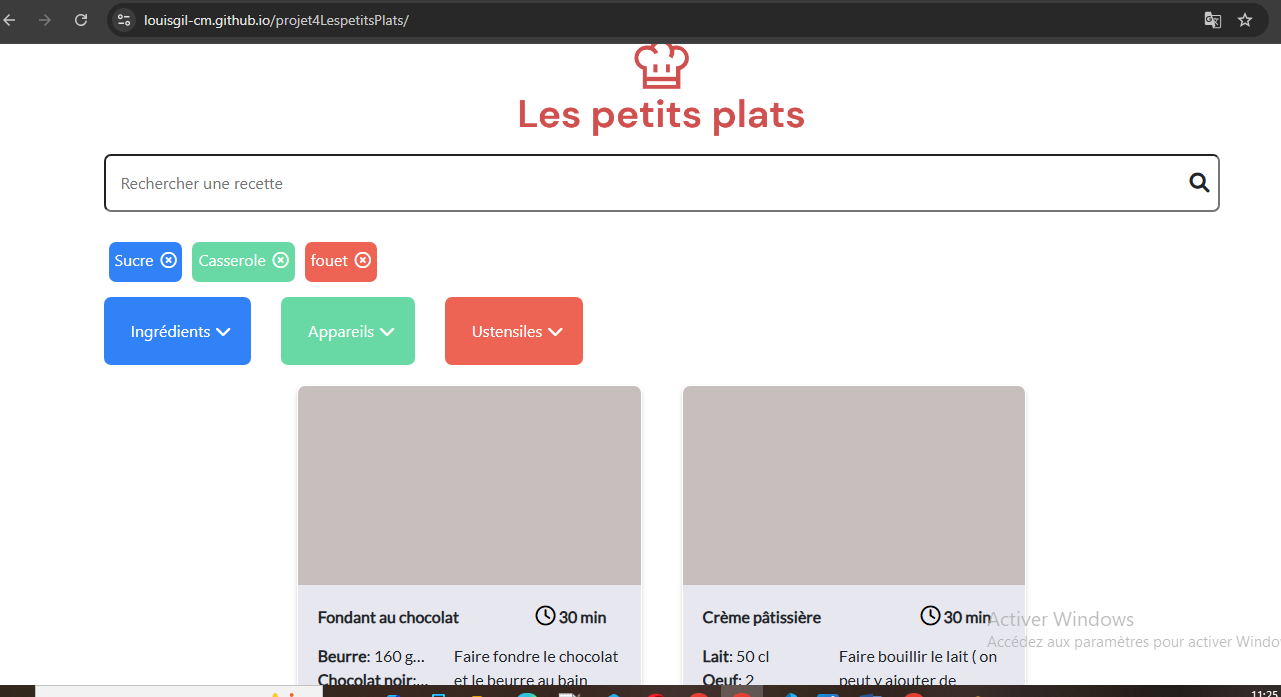 louisgil-cm.github.io/projet4LespetitsPlats/
Les petits plats
Rechercher une recette
Sucre
Casserole
fouet
Ingrédients
Appareils
Ustensiles
Fondant au chocolat
30 min
Beurre: 160 g...
Chocolat noir:...
Faire fondre le chocolat
et le beurre au bain
Crème pâtissière
30 min
Lait: 50 cl
Oeuf: 2
Faire bouillir le lait ( on
peut y ajouter de
Activer Windows
Accédez aux paramètres pour activer Windo
11:25